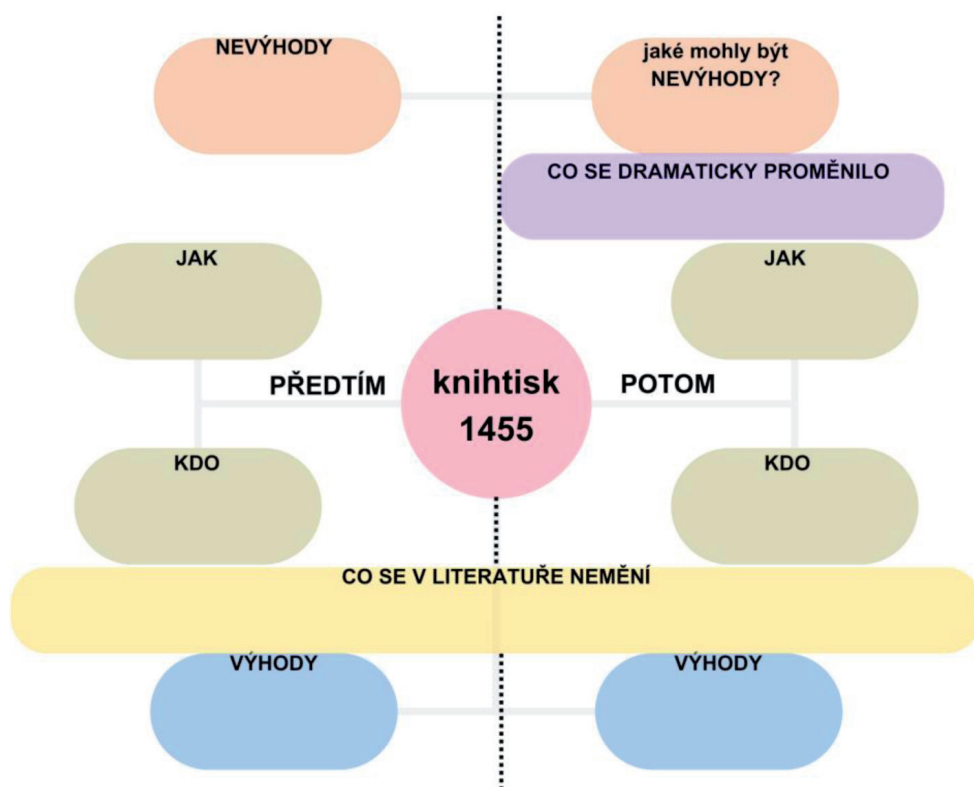 NEVÝHODY
jaké mohly být
NEVÝHODY?
CO SE DRAMATICKY PROMĚNILO
JAK
JAK
PŘEDTÍM
knihtisk
1455
POTOM
KDO
KDO
CO SE V LITERATUŘE NEMĚNÍ
VÝHODY
VÝHODY